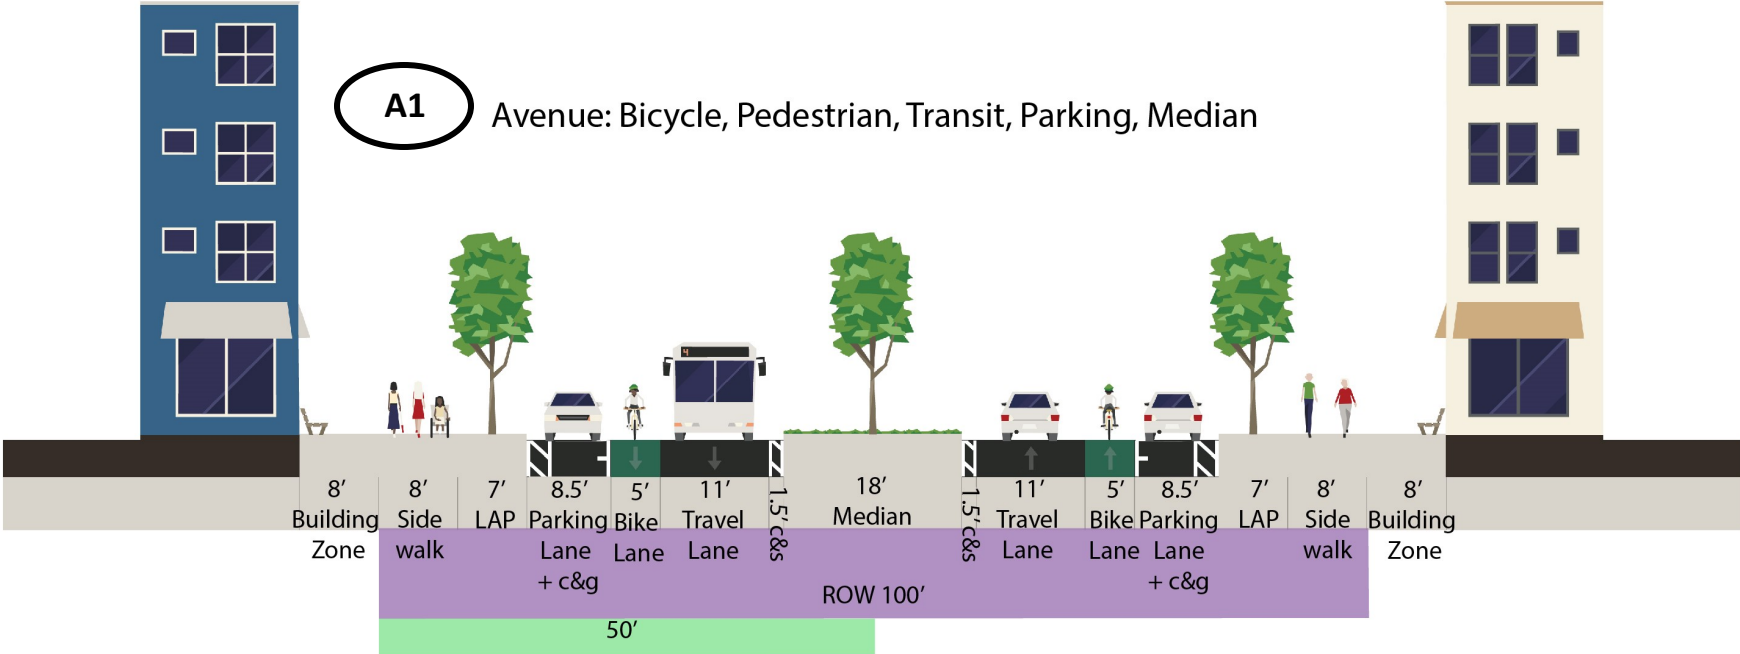 A1
Avenue: Bicycle, Pedestrian, Transit, Parking, Median
4
8’
Building
Zone
8’
Side
walk
7’
LAP
8.5’
Parking
Lane
+ c&g
5’
Bike
Lane
11’
Travel
Lane
1.5’ c&s
18’
Median
1.5’ c&s
11’
Travel
Lane
5’
Bike
Lane
8.5’
Parking
Lane
+ c&g
7’
LAP
8’
Side
walk
8’
Building
Zone
ROW 100’
50’